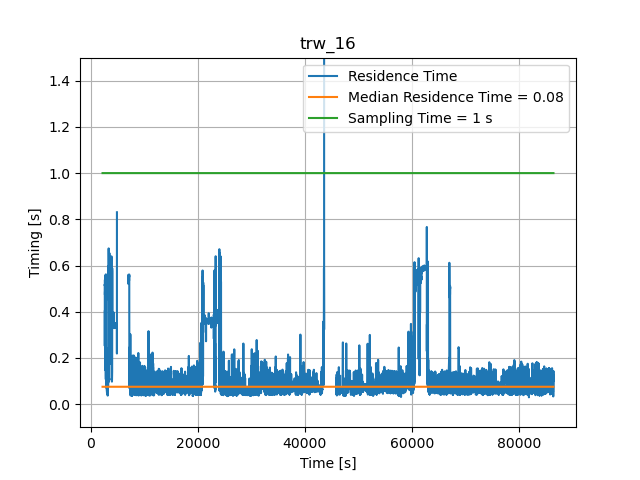 trw_16
Residence Time
Median Residence Time = 0.08
Sampling Time = 1 s
1.4
1.2
1.0
0.8
0.6
0.4
0.2
0.0
Timing [s]
0 20000 40000 60000 80000
Time [s]